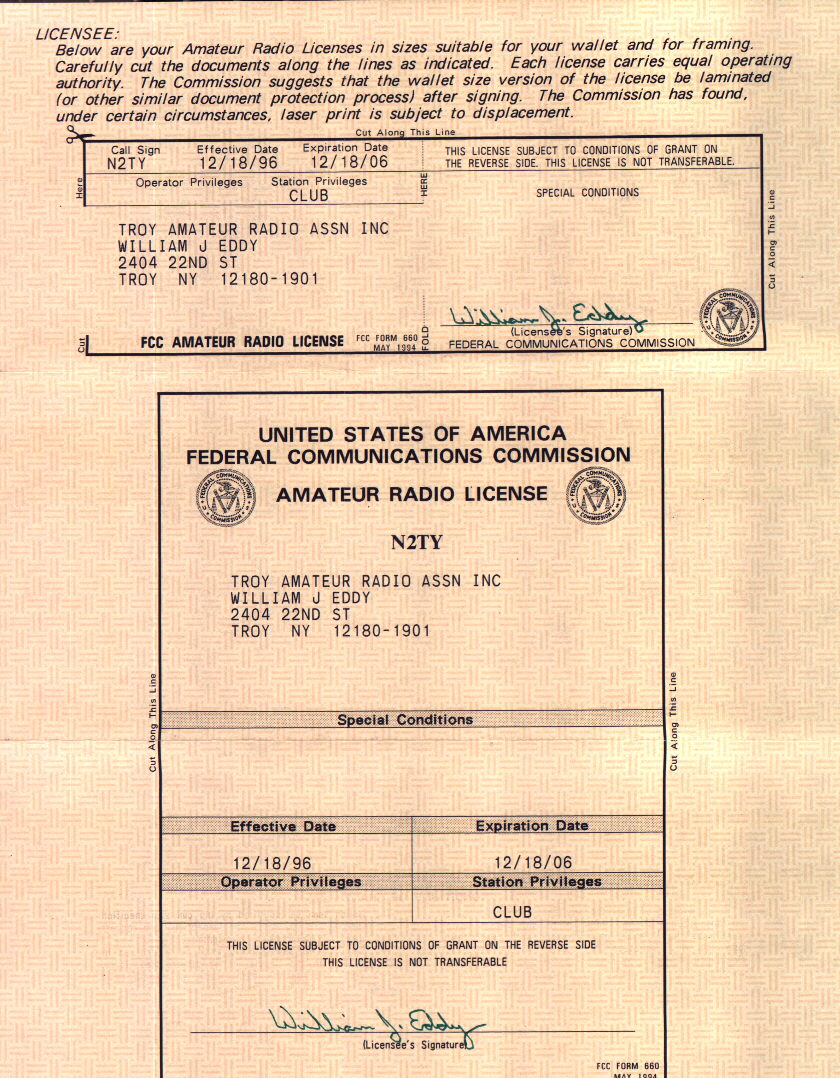 LICENSEE:
Below are your Amateur Radio Licenses in sizes suitable for your wallet and for framing.
Carefully cut the documents along the lines as indicated. Each license carries equal operating
authority. The Commission suggests that the wallet size version of the license be laminated
(or other similar document protection process) after signing. The Commission has found,
under certain circumstances, laser print is subject to displacement.
Cut Along This Line
Call Sign Effective Date Expiration Date
N2TY 12/18/96 12/18/06
THIS LICENSE SUBJECT TO CONDITIONS OF GRANT ON
THE REVERSE SIDE. THIS LICENSE IS NOT TRANSFERABLE.
Here
Operator Privileges Station Privileges
CLUB
HERE
SPECIAL CONDITIONS
Cut Along This Line
TROY AMATEUR RADIO ASSN INC
WILLIAM J EDDY
2404 22ND ST
TROY NY 12180-1901
William J. Eddy
(Licensee's Signature)
FEDERAL COMMUNICATIONS COMMISSION
Cut
FCC AMATEUR RADIO LICENSE
FCC FORM 660
MAY 1994
FOLD
FEDERAL COMMUNICATIONS COMMISSION
UNITED STATES OF AMERICA
FEDERAL COMMUNICATIONS COMMISSION
AMATEUR RADIO LICENSE
FEDERAL COMMUNICATIONS COMMISSION
FEDERAL COMMUNICATIONS COMMISSION
N2TY
TROY AMATEUR RADIO ASSN INC
WILLIAM J EDDY
2404 22ND ST
TROY NY 12180-1901
Cut Along This Line
Cut Along This Line
Special Conditions
Effective Date Expiration Date
12/18/96 12/18/06
Operator Privileges Station Privileges
CLUB
THIS LICENSE SUBJECT TO CONDITIONS OF GRANT ON THE REVERSE SIDE
THIS LICENSE IS NOT TRANSFERABLE
William J. Eddy
(Licensee's Signature)
FCC FORM 660
MAY 1994